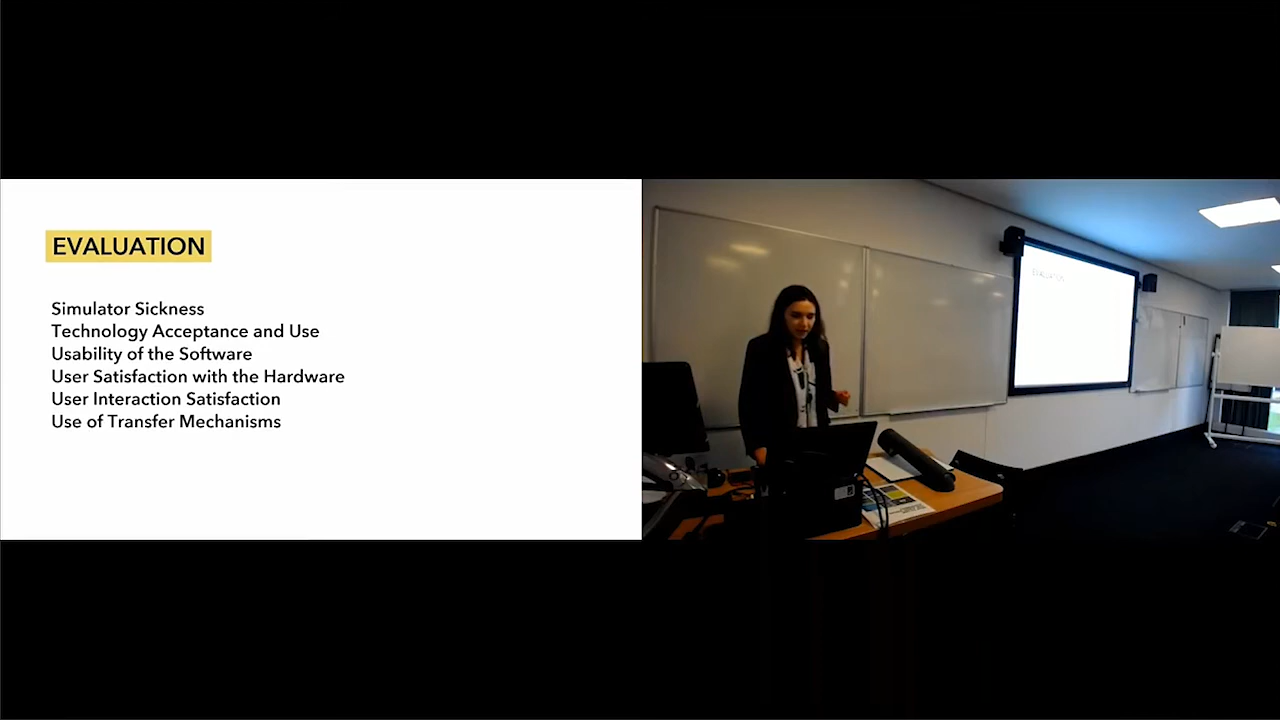 EVALUATION
Simulator Sickness
Technology Acceptance and Use
Usability of the Software
User Satisfaction with the Hardware
User Interaction Satisfaction
Use of Transfer Mechanisms
EVALUATION